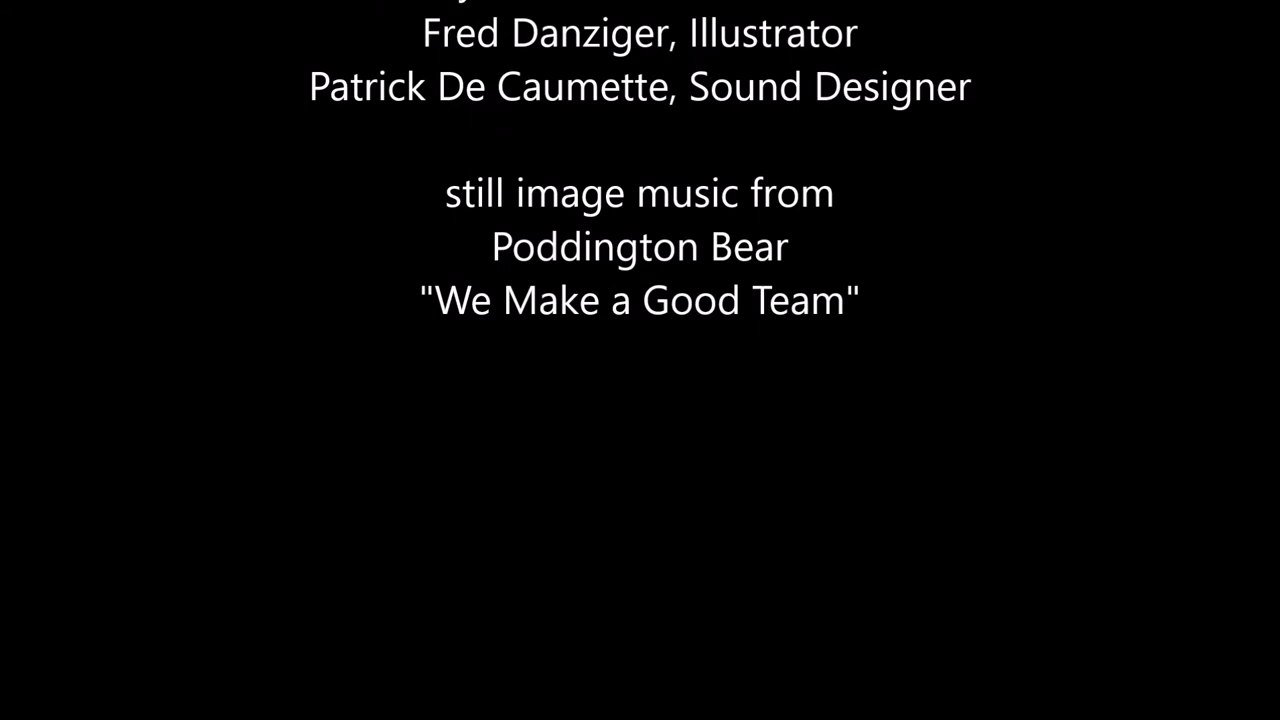 Fred Danziger, Illustrator
Patrick De Caumette, Sound Designer
still image music from
Poddington Bear
"We Make a Good Team"